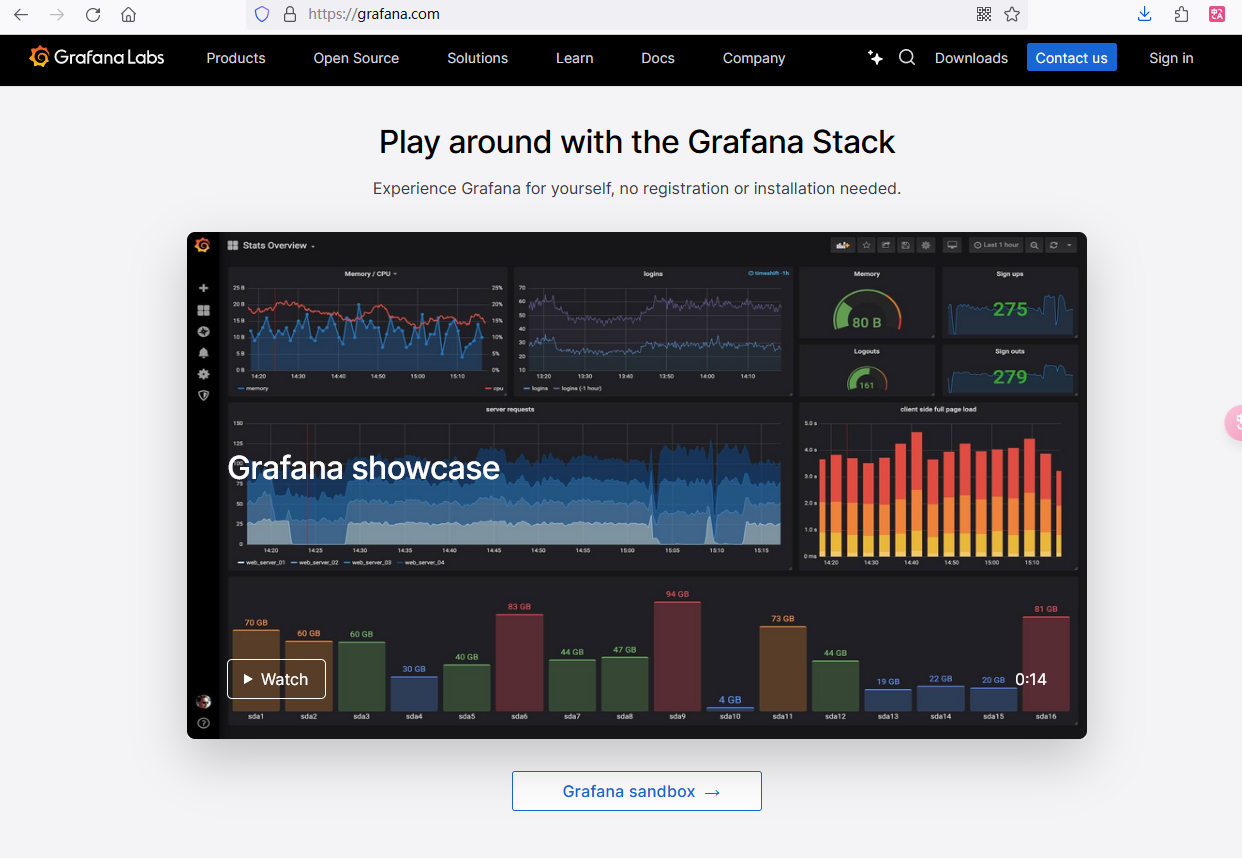 https://grafana.com
Grafana Labs
Products
Open Source
Solutions
Learn
Docs
Company
Downloads
Contact us
Sign in
Play around with the Grafana Stack
Experience Grafana for yourself, no registration or installation needed.
Stats Overview
Last 1 hour
Memory / CPU
25 B
20 B
15 B
10 B
5 B
0 B
25%
20%
15%
10%
5%
0%
14:20 14:30 14:40 14:50 15:00 15:10
memory
cpu
logins
timeshift -1h
70
60
50
40
30
20
10
13:20 13:30 13:40 13:50 14:00 14:10
logins logins (-1 hour)
Memory
80 B
Sign ups
275
Logouts
161
Sign outs
279
server requests
150
125
75
50
25
0
14:20 14:25 14:30 14:35 14:40 14:45 14:50 14:55 15:00 15:05 15:10 15:15
web_server_01 web_server_02 web_server_03 web_server_04
Grafana showcase
client side full page load
5.0 s
4.0 s
3.0 s
2.0 s
1.0 s
0 ms
14:20 14:30 14:40 14:50 15:00 15:10
70 GB 60 GB 60 GB 30 GB 40 GB 83 GB 44 GB 47 GB 94 GB 4 GB 73 GB 44 GB 19 GB 22 GB 20 GB 81 GB
Watch
0:14
sda1 sda2 sda3 sda4 sda5 sda6 sda7 sda8 sda9 sda10 sda11 sda12 sda13 sda14 sda15 sda16
Grafana sandbox →